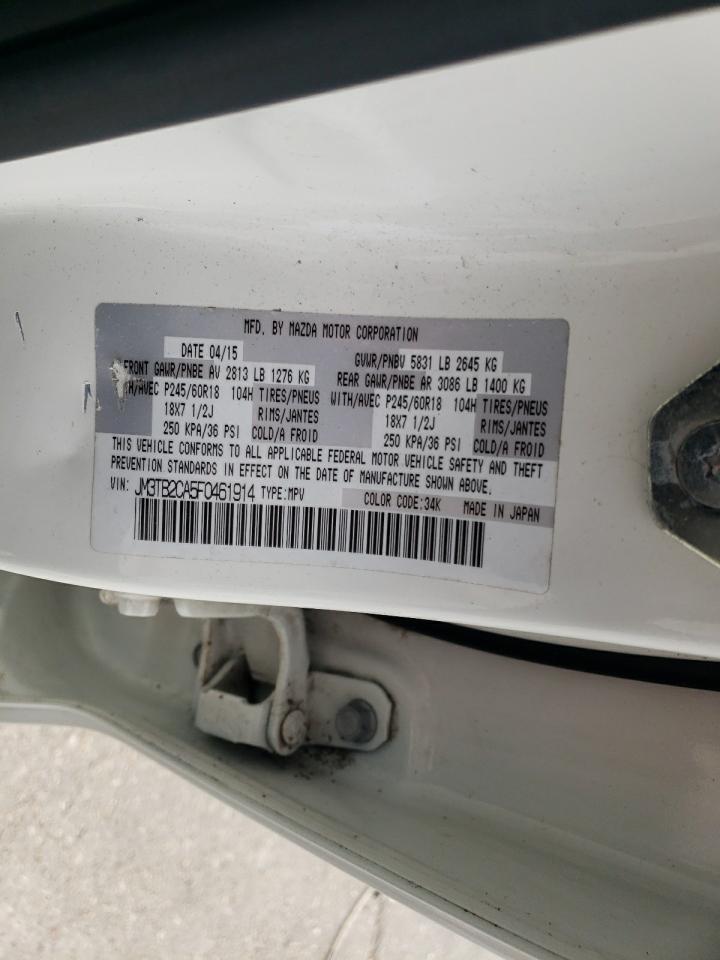 MFD. BY MAZDA MOTOR CORPORATION
DATE 04/15 GVWR/PNBV 5831 LB 2645 KG
FRONT GAWR/PNBE AV 2813 LB 1276 KG REAR GAWR/PNBE AR 3086 LB 1400 KG
WITH/AVEC P245/60R18 104H TIRES/PNEUS WITH/AVEC P245/60R18 104H TIRES/PNEUS
18X7 1/2J RIMS/JANTES 18X7 1/2J RIMS/JANTES
250 KPA/36 PSI COLD/A FROID 250 KPA/36 PSI COLD/A FROID
THIS VEHICLE CONFORMS TO ALL APPLICABLE FEDERAL MOTOR VEHICLE SAFETY AND THEFT
PREVENTION STANDARDS IN EFFECT ON THE DATE OF MANUFACTURE SHOWN ABOVE.
VIN: JM3TB2CA5F0461914 TYPE:MPV COLOR CODE:34K MADE IN JAPAN